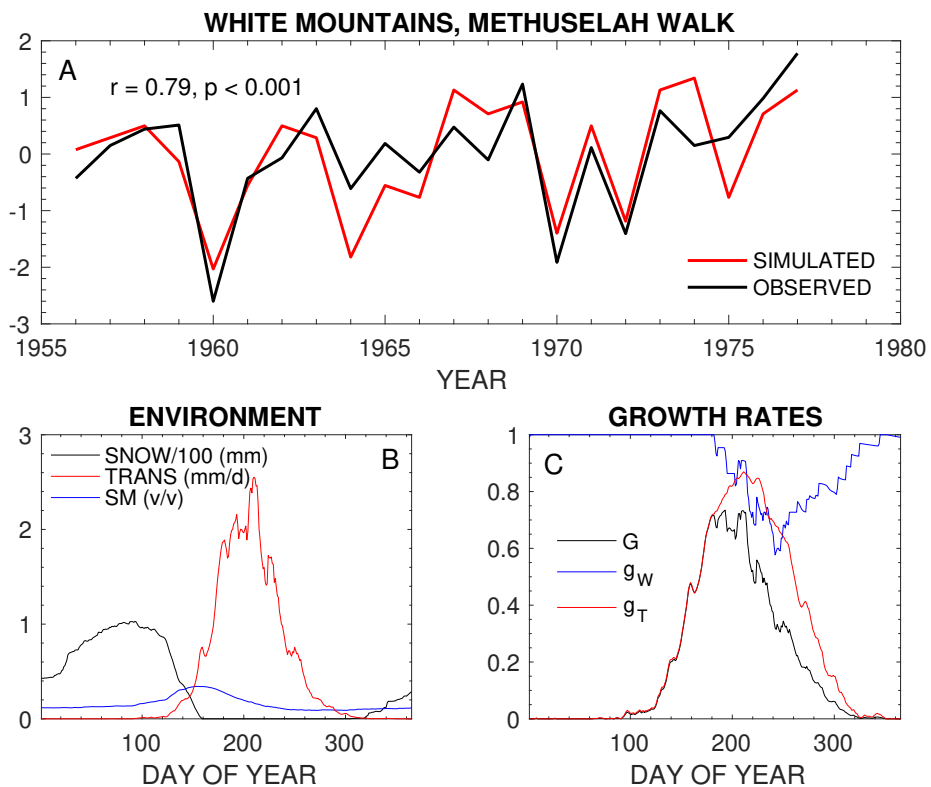 WHITE MOUNTAINS, METHUSELAH WALK
2
1
0
-1
-2
-3
A
r = 0.79, p < 0.001
SIMULATED
OBSERVED
1955 1960 1965 1970 1975 1980
YEAR
ENVIRONMENT
3
2
1
0
SNOW/100 (mm)
TRANS (mm/d)
SM (v/v)
B
100 200 300
DAY OF YEAR
GROWTH RATES
1
0.8
0.6
0.4
0.2
0
C
G
gW
gT
100 200 300
DAY OF YEAR